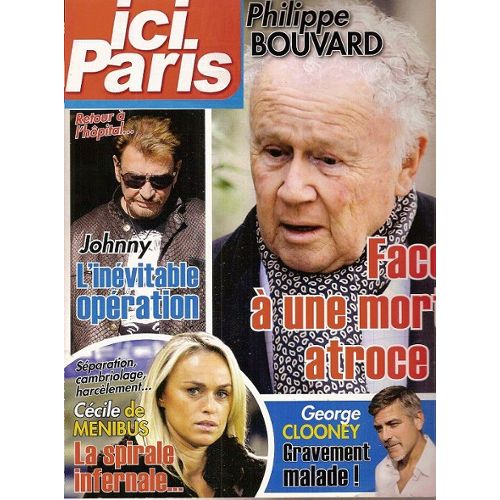 ici
Paris
Philippe
BOUVARD
Retour à
l'hôpital...
Johnny
L'inévitable
opération
Face
à une mort
atroce
Séparation,
cambriolage,
harcèlement...
Cécile de
MENIBUS
La spirale
infernale...
George
CLOONEY
Gravement
malade !